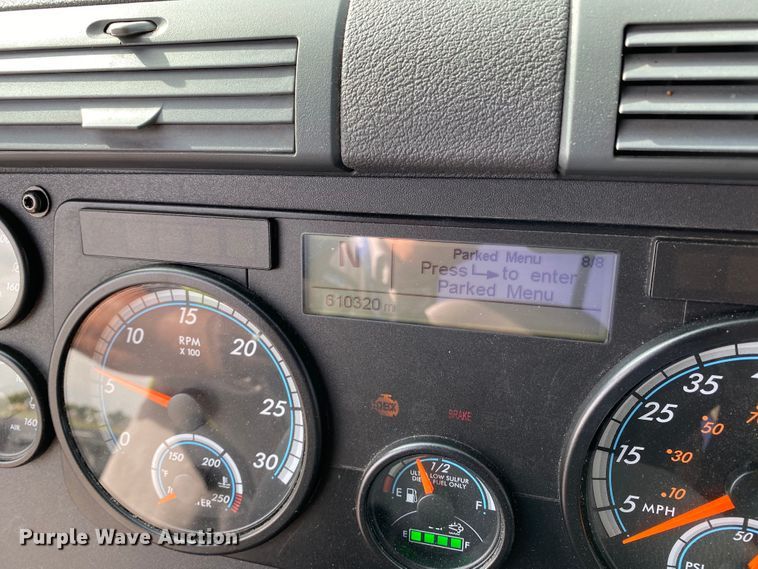 N
Parked Menu 8/8
Press to enter
Parked Menu
610320 m
160
AIR 160
0 5 10 15 20 25 30
RPM
X 100
°F 150 200 250
WATER
BRAKE
1/2
ULTRA LOW SULFUR
DIESEL FUEL ONLY
E F
E F
5 15 25 35
MPH
10 30 50
PSI 50
Purple Wave Auction